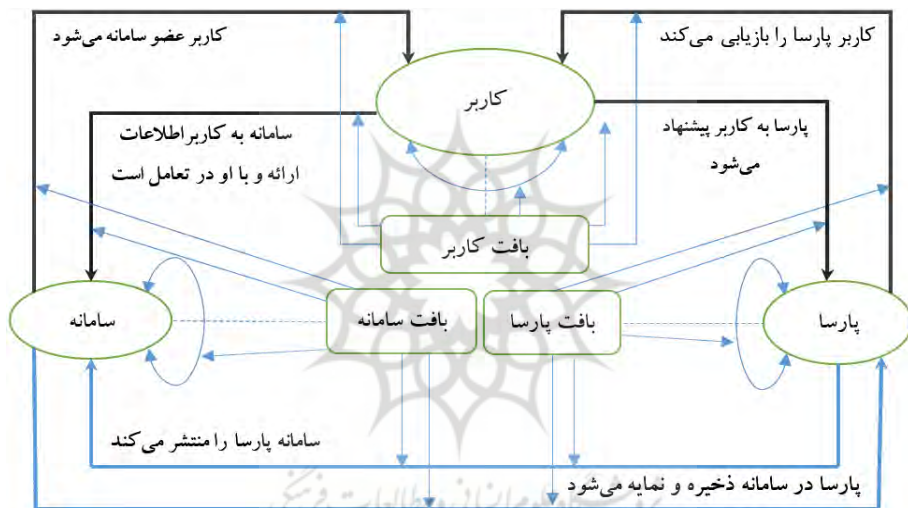 کاربر عضو سامانه می‌شود
کاربر پارسا را بازیابی می‌کند
کاربر
سامانه به کاربر اطلاعات
ارائه و با او در تعامل است
پارسا به کاربر پیشنهاد
می‌شود
بافت کاربر
سامانه
بافت سامانه
بافت پارسا
پارسا
سامانه پارسا را منتشر می‌کند
پارسا در سامانه ذخیره و نمایه می‌شود